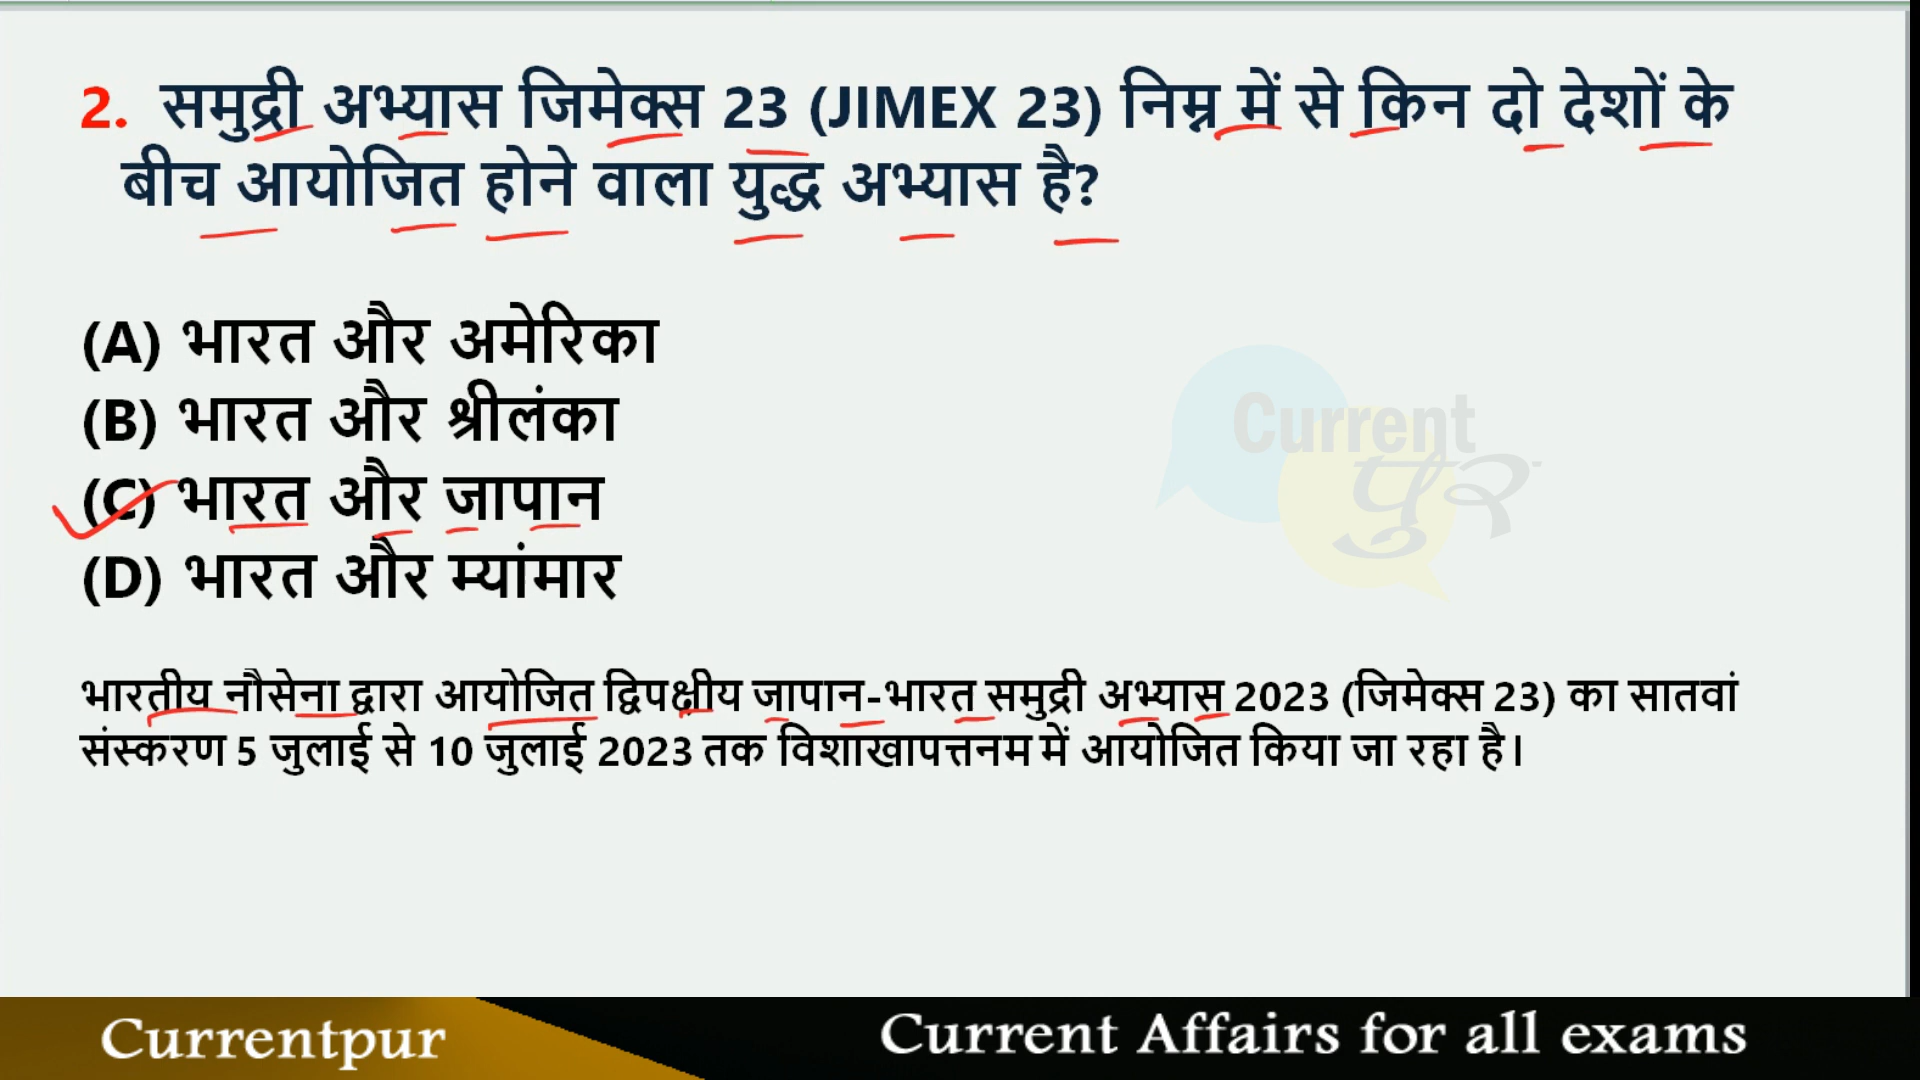 2. समुद्री अभ्यास जिमेक्स 23 (JIMEX 23) निम्न में से किन दो देशों के
बीच आयोजित होने वाला युद्ध अभ्यास है?
(A) भारत और अमेरिका
(B) भारत और श्रीलंका
(C) भारत और जापान
(D) भारत और म्यांमार
Current
पुर
भारतीय नौसेना द्वारा आयोजित द्विपक्षीय जापान-भारत समुद्री अभ्यास 2023 (जिमेक्स 23) का सातवां
संस्करण 5 जुलाई से 10 जुलाई 2023 तक विशाखापत्तनम में आयोजित किया जा रहा है।
Currentpur
Current Affairs for all exams